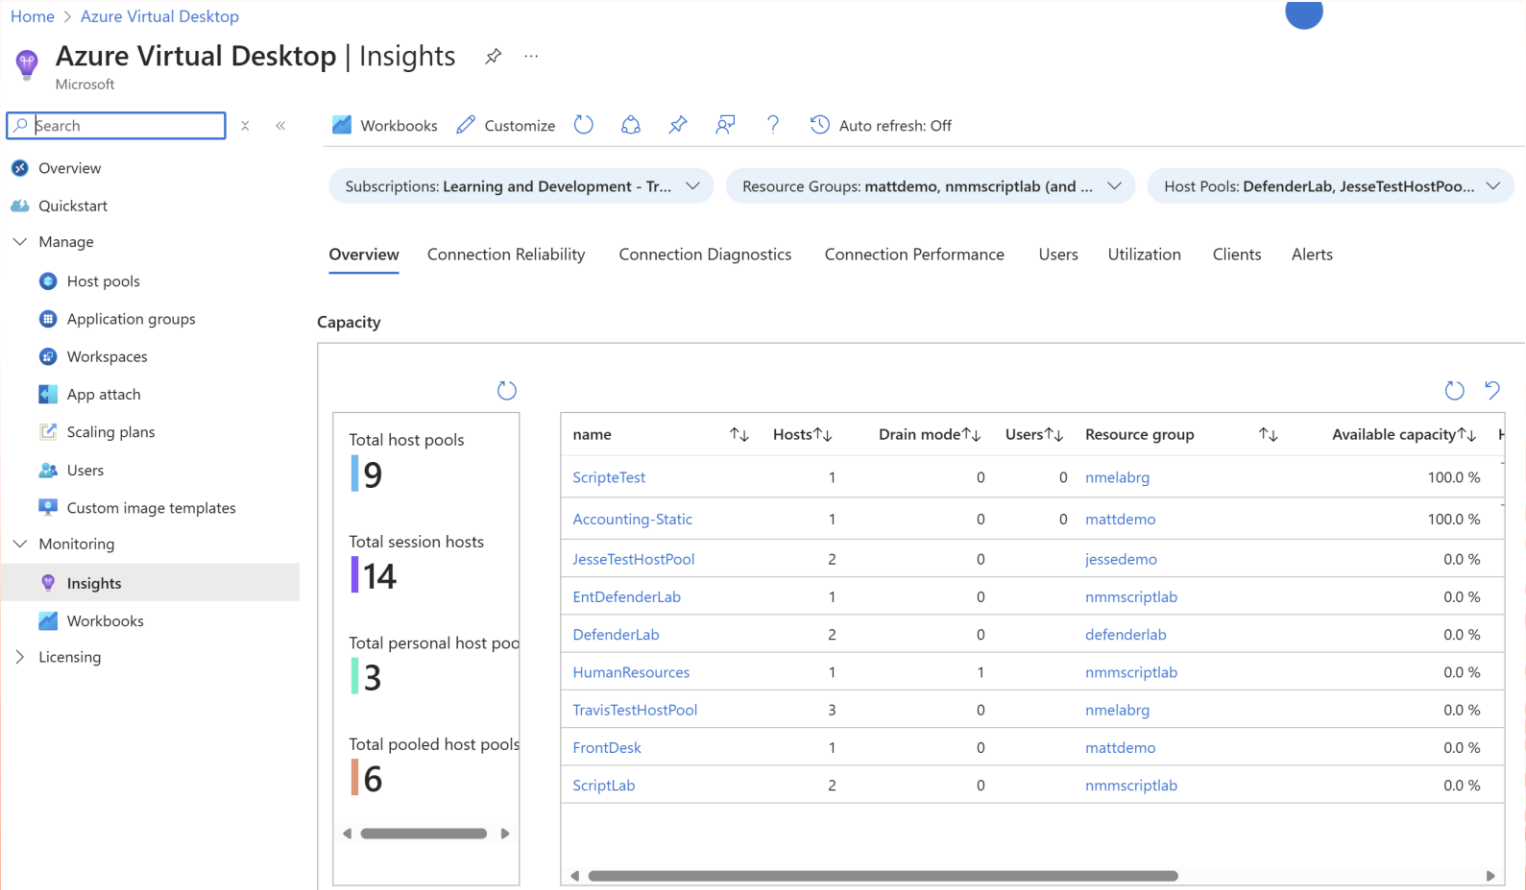 Home > Azure Virtual Desktop
Azure Virtual Desktop | Insights ...
Microsoft
Search
Overview
Quickstart
Manage
Host pools
Application groups
Workspaces
App attach
Scaling plans
Users
Custom image templates
Monitoring
Insights
Workbooks
Licensing
Workbooks Customize ? Auto refresh: Off
Subscriptions: Learning and Development - Tr... Resource Groups: mattdemo, nmmscriptlab (and ... Host Pools: DefenderLab, JesseTestHostPoo...
Overview Connection Reliability Connection Diagnostics Connection Performance Users Utilization Clients Alerts
Capacity
Total host pools
9
Total session hosts
14
Total personal host poo
3
Total pooled host pools
6
name Hosts Drain mode Users Resource group Available capacity H
ScripteTest 1 0 0 nmelabrg 100.0 %
Accounting-Static 1 0 0 mattdemo 100.0 %
JesseTestHostPool 2 0 jessedemo 0.0 %
EntDefenderLab 1 0 nmmscriptlab 0.0 %
DefenderLab 2 0 defenderlab 0.0 %
HumanResources 1 1 nmmscriptlab 0.0 %
TravisTestHostPool 3 0 nmelabrg 0.0 %
FrontDesk 1 0 mattdemo 0.0 %
ScriptLab 2 0 nmmscriptlab 0.0 %